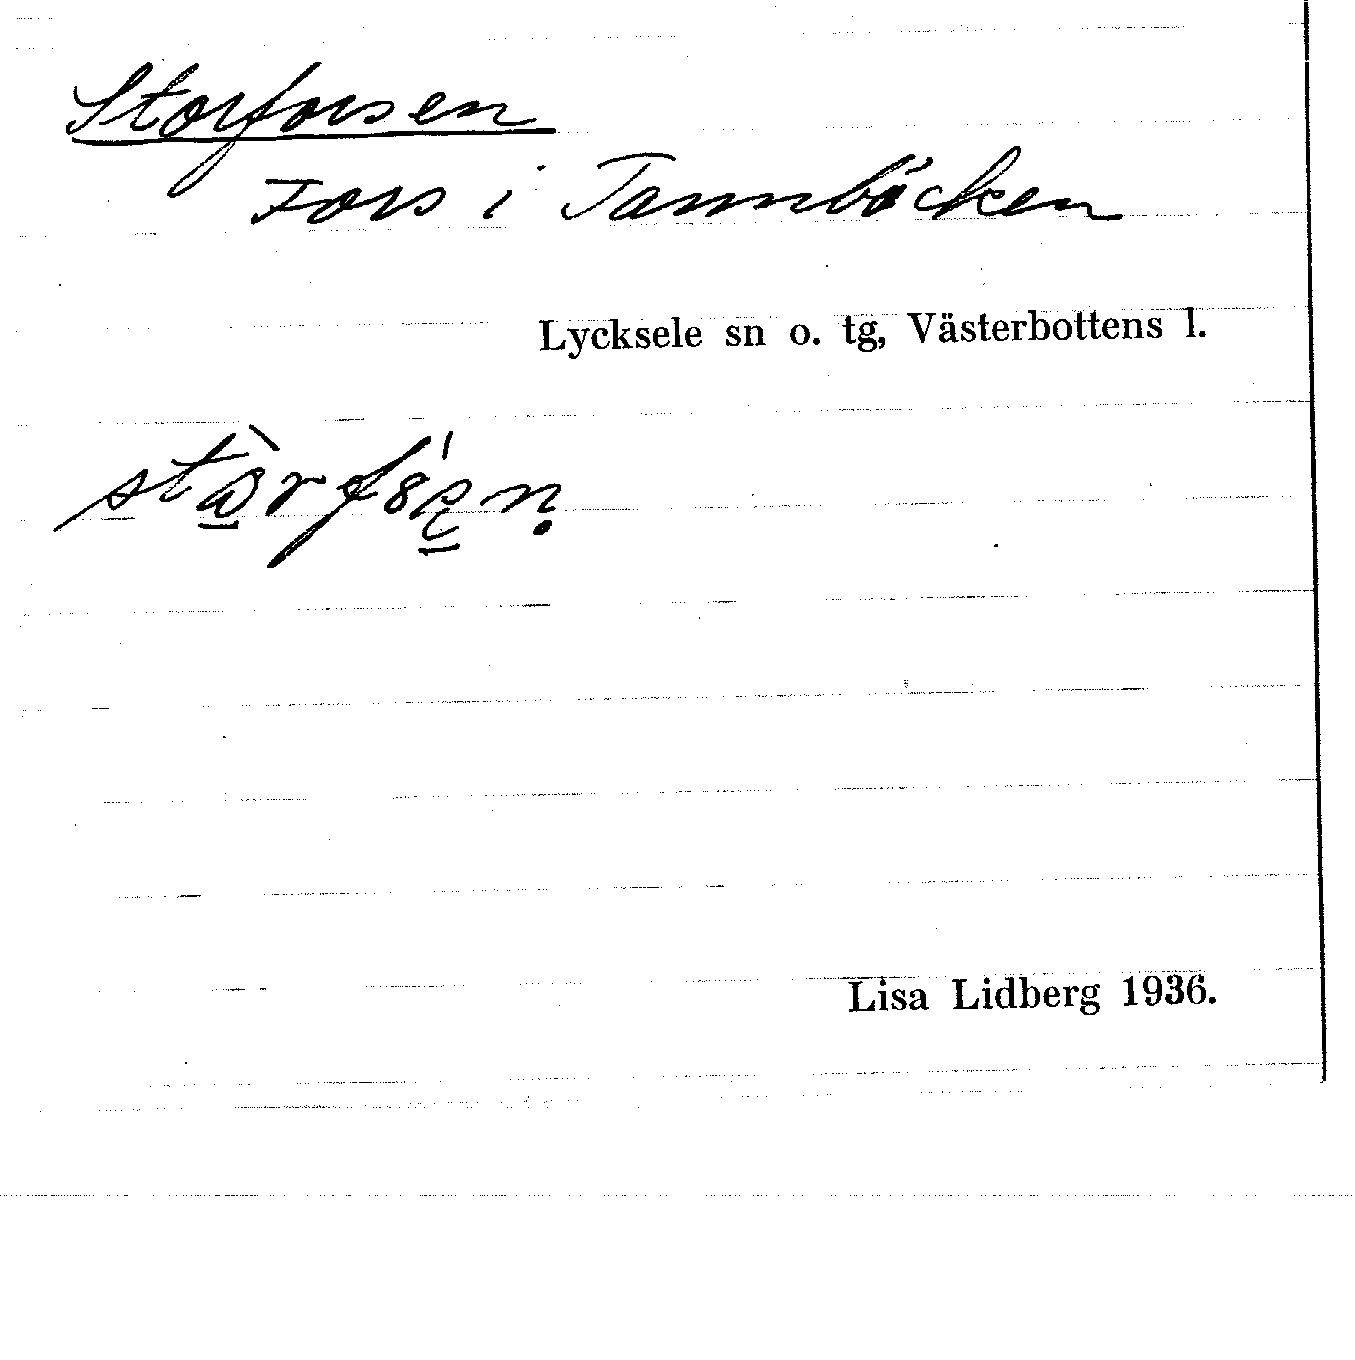 Storforsen
Fors i Tannbäcken
Lycksele sn o. tg, Västerbottens l.
Lisa Lidberg 1936.